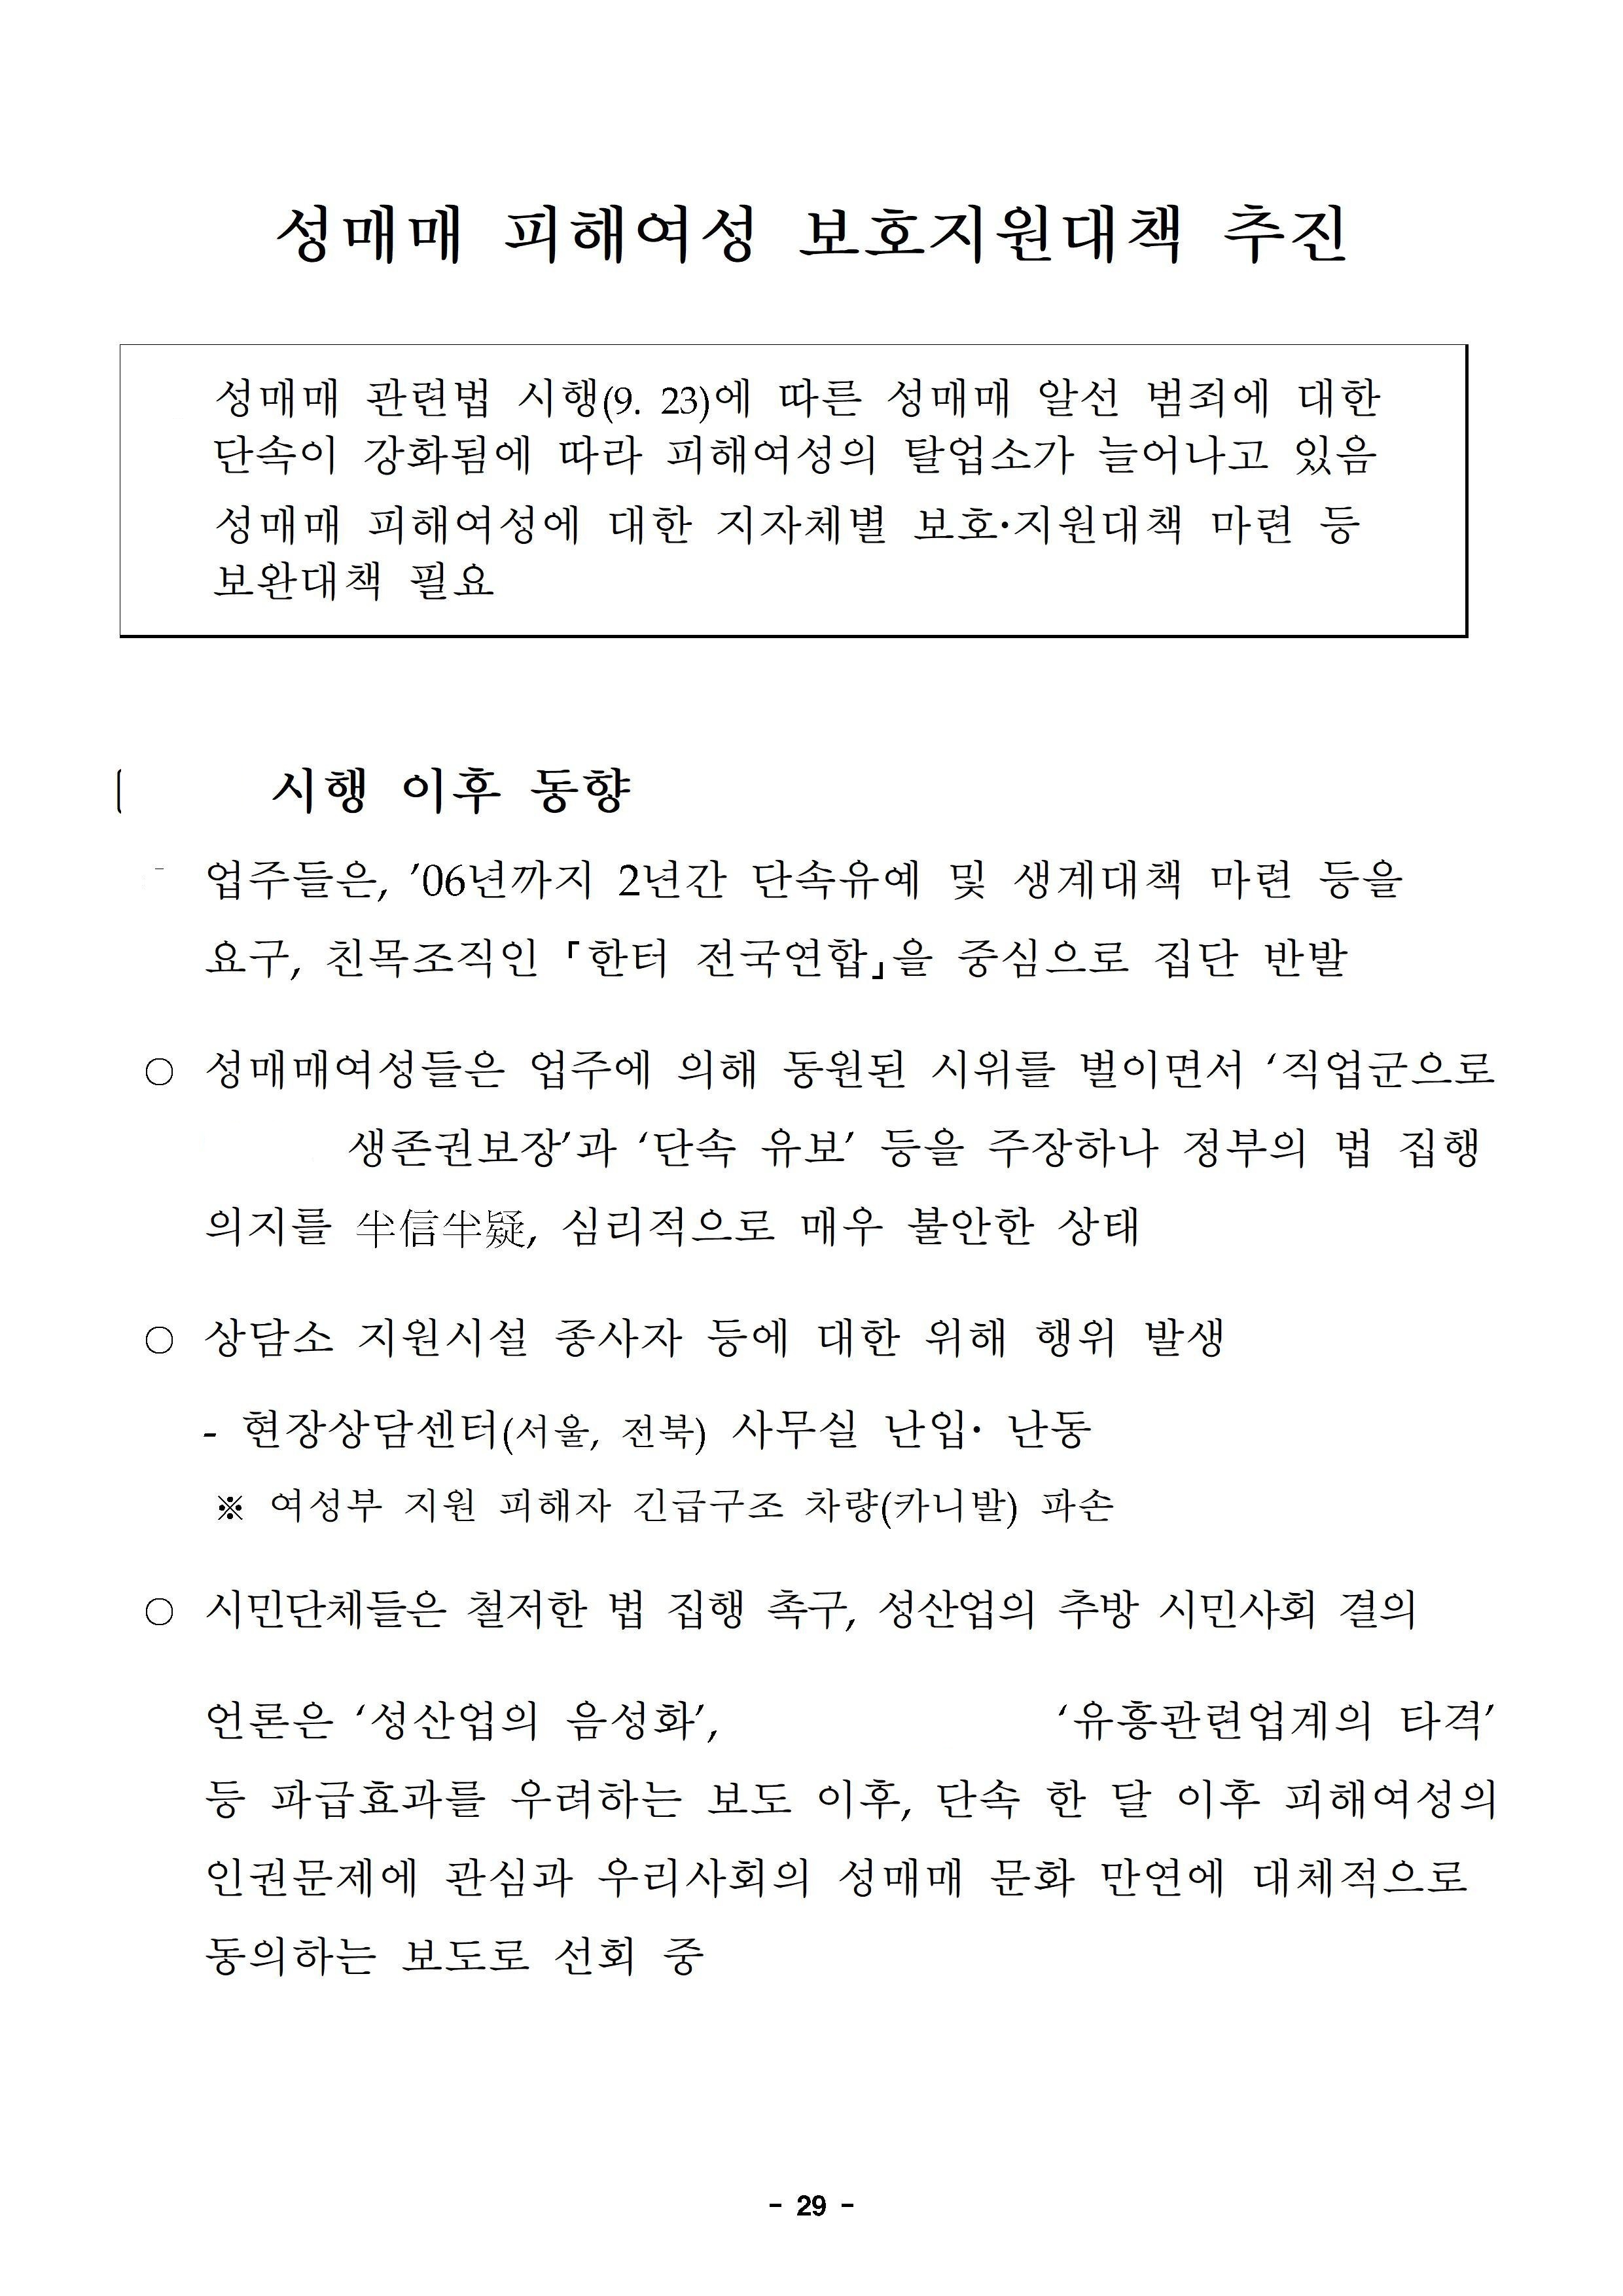 성매매 피해여성 보호지원대책 추진
성매매 관련법 시행(9. 23)에 따른 성매매 알선 범죄에 대한
단속이 강화됨에 따라 피해여성의 탈업소가 늘어나고 있음
성매매 피해여성에 대한 지자체별 보호·지원대책 마련 등
보완대책 필요
시행 이후 동향
업주들은, ’06년까지 2년간 단속유예 및 생계대책 마련 등을
요구, 친목조직인 「한터 전국연합」을 중심으로 집단 반발
○ 성매매여성들은 업주에 의해 동원된 시위를 벌이면서 ‘직업군으로
생존권보장’과 ‘단속 유보’ 등을 주장하나 정부의 법 집행
의지를 半信半疑, 심리적으로 매우 불안한 상태
○ 상담소 지원시설 종사자 등에 대한 위해 행위 발생
- 현장상담센터(서울, 전북) 사무실 난입· 난동
※ 여성부 지원 피해자 긴급구조 차량(카니발) 파손
○ 시민단체들은 철저한 법 집행 촉구, 성산업의 추방 시민사회 결의
언론은 ‘성산업의 음성화’, ‘유흥관련업계의 타격’
등 파급효과를 우려하는 보도 이후, 단속 한 달 이후 피해여성의
인권문제에 관심과 우리사회의 성매매 문화 만연에 대체적으로
동의하는 보도로 선회 중
- 29 -